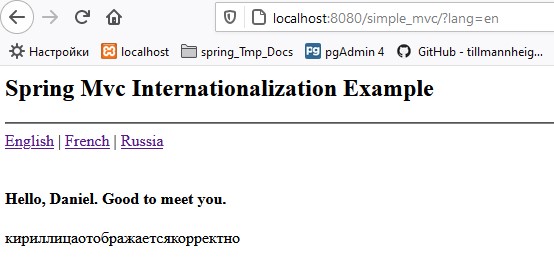 localhost:8080/simple_mvc/?lang=en
Настройки localhost spring_Tmp_Docs pgAdmin 4 GitHub - tillmannheig...
Spring Mvc Internationalization Example
English | French | Russia
Hello, Daniel. Good to meet you.
кириллицаотображаетсякорректно